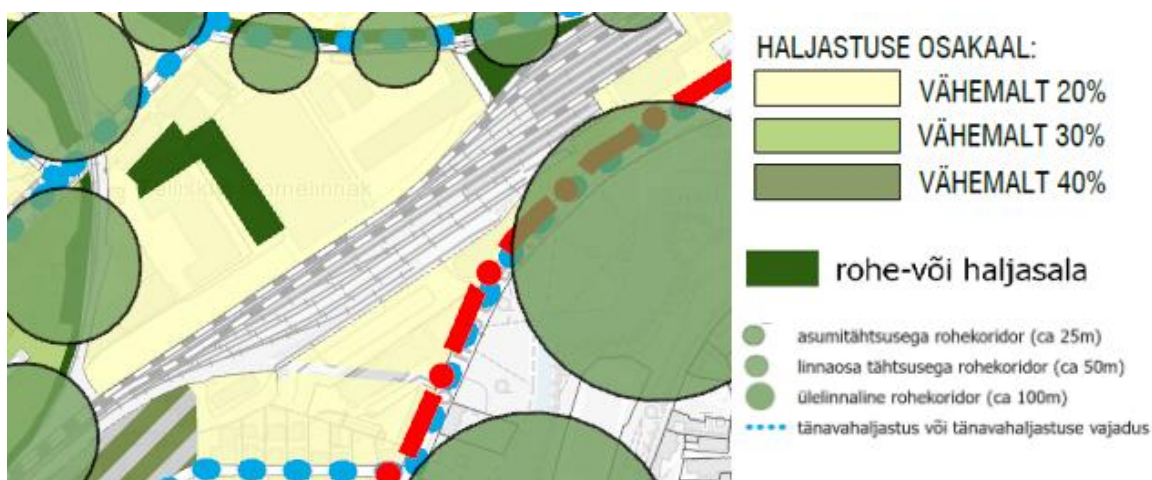 HALJASTUSE OSAKAAL:
VÄHEMALT 20%
VÄHEMALT 30%
VÄHEMALT 40%
rohe-või haljasala
asumitähtsusega rohekoridor (ca 25m)
linnaosa tähtsusega rohekoridor (ca 50m)
ülelinnaline rohekoridor (ca 100m)
tänavahaljastus või tänavahaljastuse vajadus